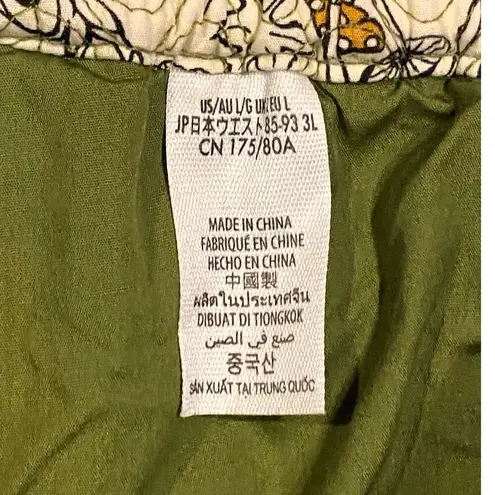 US/AU L/G UK/EU L
JP日本ウエスト85-93 3L
CN 175/80A
MADE IN CHINA
FABRIQUÉ EN CHINE
HECHO EN CHINA
中國製
ผลิตในประเทศจีน
DIBUAT DI TIONGKOK
صنع في الصين
중국산
SẢN XUẤT TẠI TRUNG QUỐC